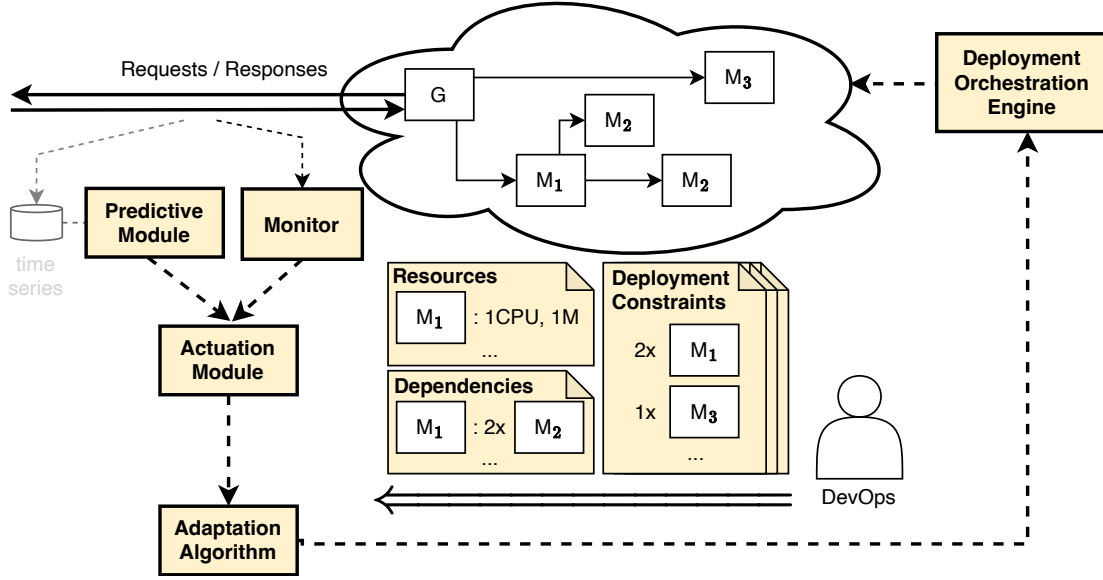 Requests / Responses
G
M₃
M₂
M₁
M₂
Deployment
Orchestration
Engine
Predictive
Module
Monitor
time
series
Actuation
Module
Adaptation
Algorithm
Resources
M₁ : 1CPU, 1M
...
Dependencies
M₁ : 2x M₂
...
Deployment
Constraints
2x M₁
1x M₃
...
DevOps